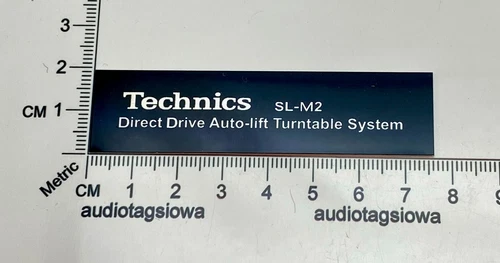 3
2
CM 1
Technics SL-M2
Direct Drive Auto-lift Turntable System
Metric
CM 1 2 3 4 5 6 7 8 9
audiotagsiowa audiotagsiowa